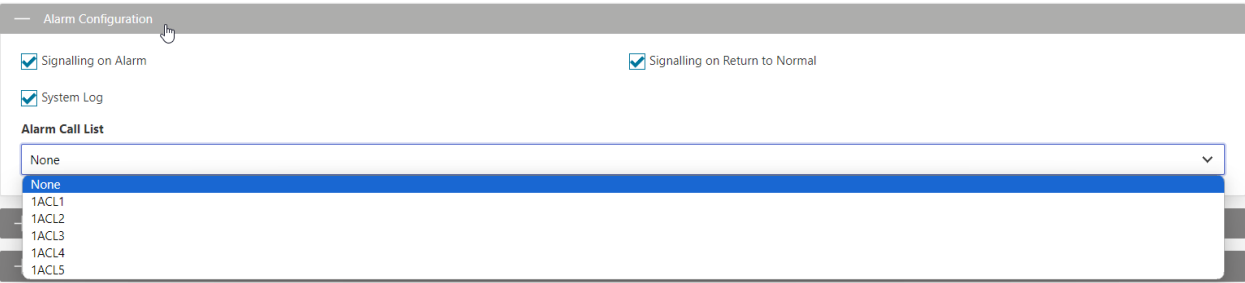 Alarm Configuration
Signalling on Alarm
Signalling on Return to Normal
System Log
Alarm Call List
None
None
1ACL1
1ACL2
1ACL3
1ACL4
1ACL5